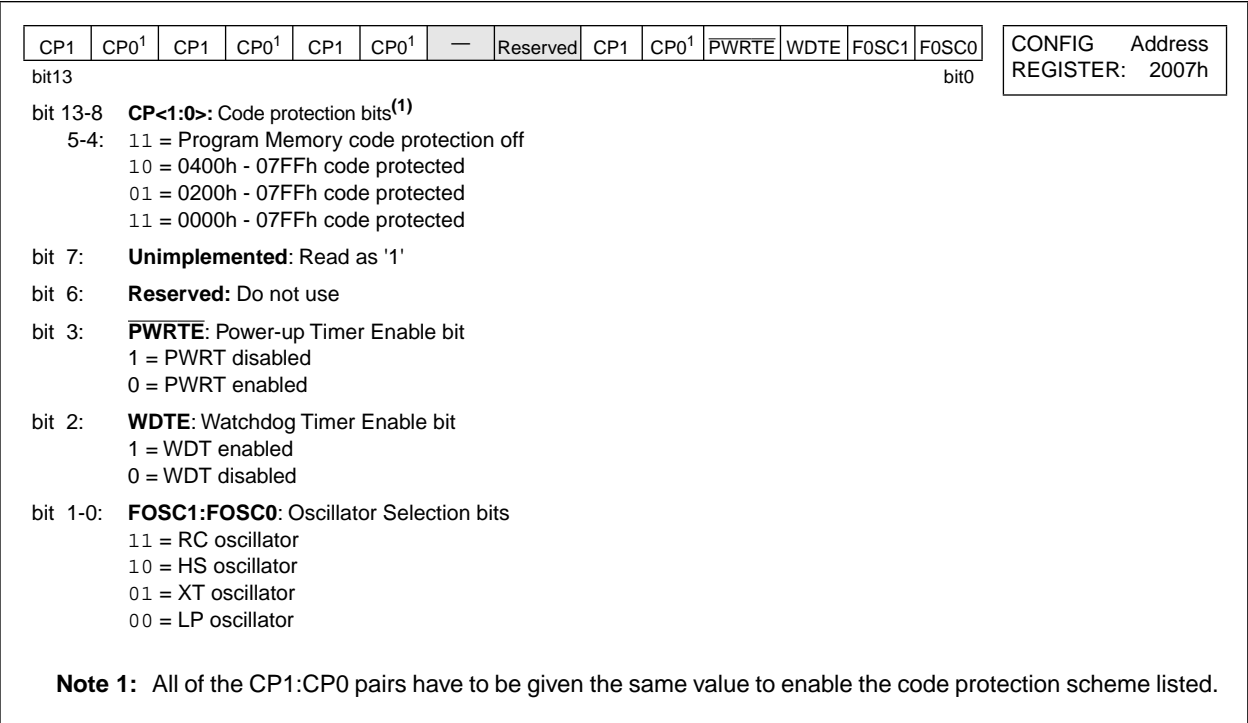 CP1 CP0¹ CP1 CP0¹ CP1 CP0¹ — Reserved CP1 CP0¹ PWRTE WDTE F0SC1 F0SC0
bit13 bit0
CONFIG Address
REGISTER: 2007h
bit 13-8 CP<1:0>: Code protection bits(1)
5-4: 11 = Program Memory code protection off
10 = 0400h - 07FFh code protected
01 = 0200h - 07FFh code protected
11 = 0000h - 07FFh code protected
bit 7: Unimplemented: Read as '1'
bit 6: Reserved: Do not use
bit 3: PWRTE: Power-up Timer Enable bit
1 = PWRT disabled
0 = PWRT enabled
bit 2: WDTE: Watchdog Timer Enable bit
1 = WDT enabled
0 = WDT disabled
bit 1-0: FOSC1:FOSC0: Oscillator Selection bits
11 = RC oscillator
10 = HS oscillator
01 = XT oscillator
00 = LP oscillator
Note 1: All of the CP1:CP0 pairs have to be given the same value to enable the code protection scheme listed.